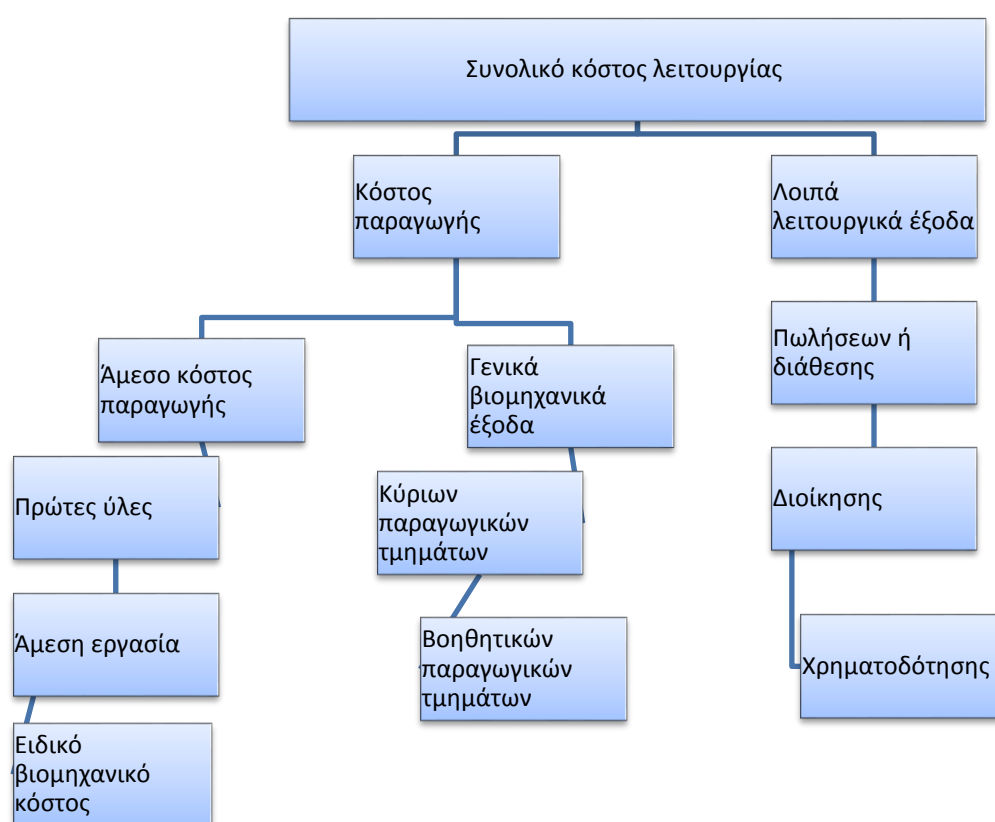 Συνολικό κόστος λειτουργίας
Κόστος
παραγωγής
Λοιπά
λειτουργικά έξοδα
Άμεσο κόστος
παραγωγής
Γενικά
βιομηχανικά
έξοδα
Πωλήσεων ή
διάθεσης
Πρώτες ύλες
Κύριων
παραγωγικών
τμημάτων
Διοίκησης
Άμεση εργασία
Βοηθητικών
παραγωγικών
τμημάτων
Χρηματοδότησης
Ειδικό
βιομηχανικό
κόστος